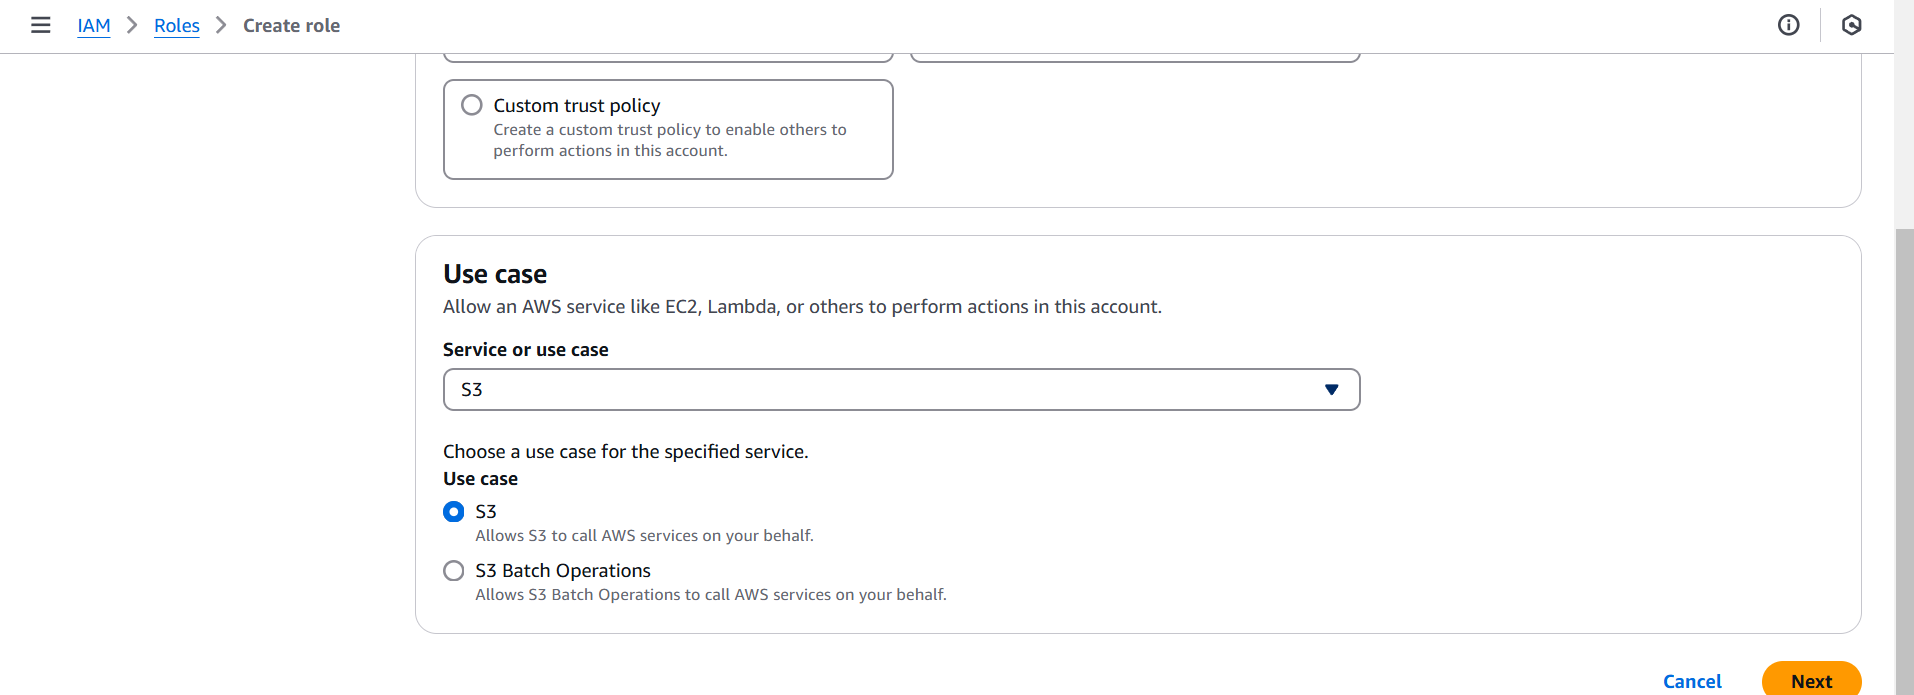 IAM > Roles > Create role
Custom trust policy
Create a custom trust policy to enable others to
perform actions in this account.
Use case
Allow an AWS service like EC2, Lambda, or others to perform actions in this account.
Service or use case
S3
Choose a use case for the specified service.
Use case
S3
Allows S3 to call AWS services on your behalf.
S3 Batch Operations
Allows S3 Batch Operations to call AWS services on your behalf.
Cancel
Next